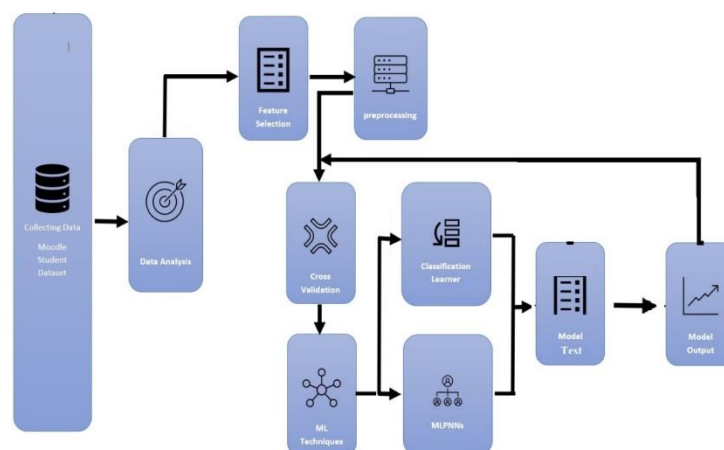 Collecting Data
Moodle
Student
Dataset
Data Analysis
Feature
Selection
preprocessing
Cross
Validation
ML
Techniques
Classification
Learner
MLPNNs
Model
Text
Model
Output